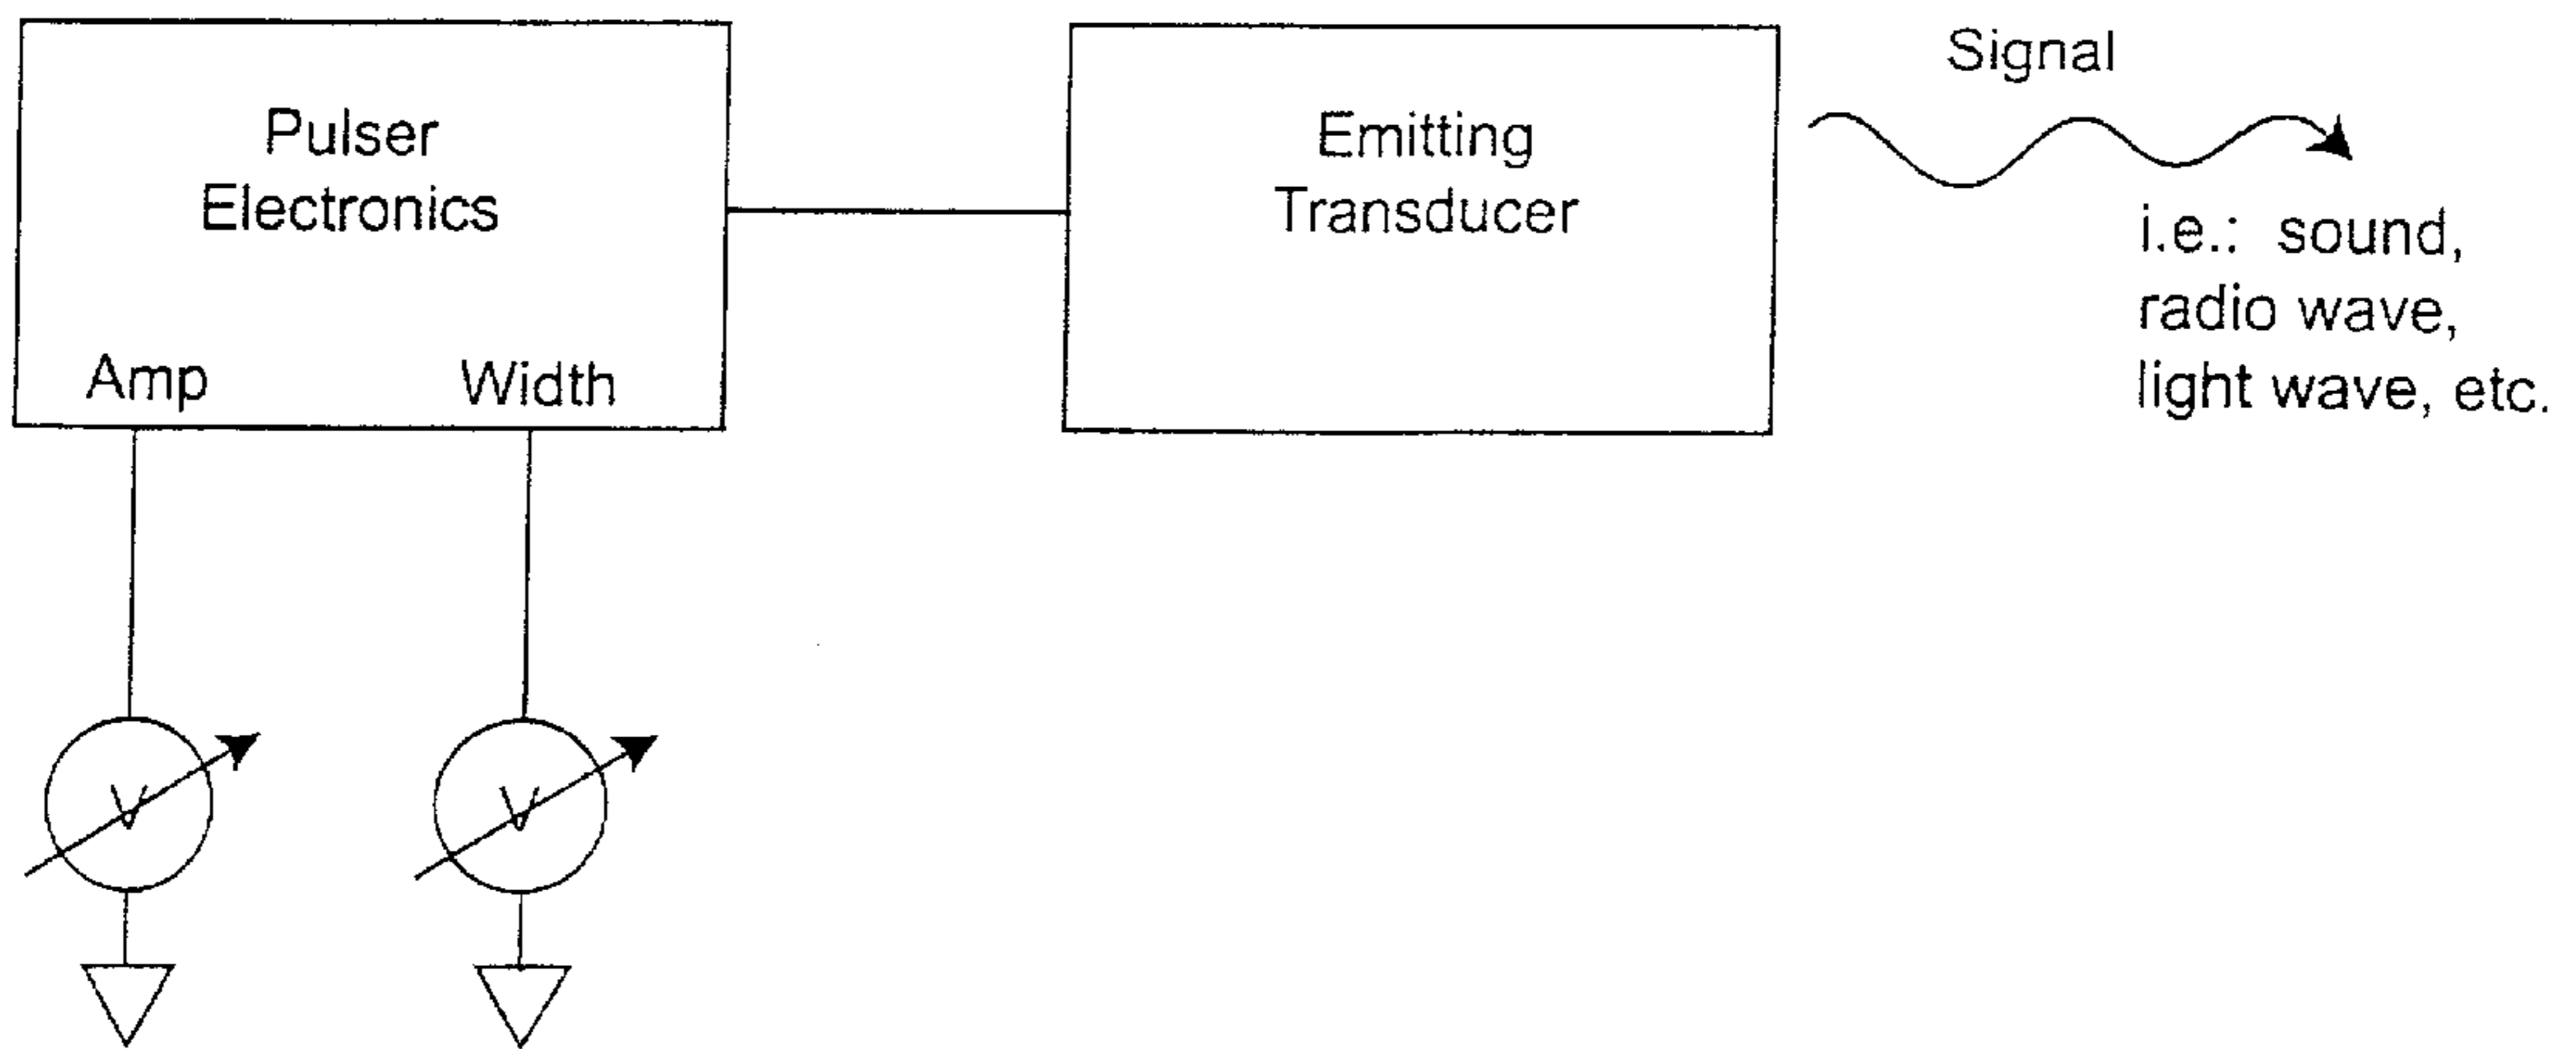 Pulser
Electronics
Amp
Width
Emitting
Transducer
Signal
i.e.: sound,
radio wave,
light wave, etc.
V
V